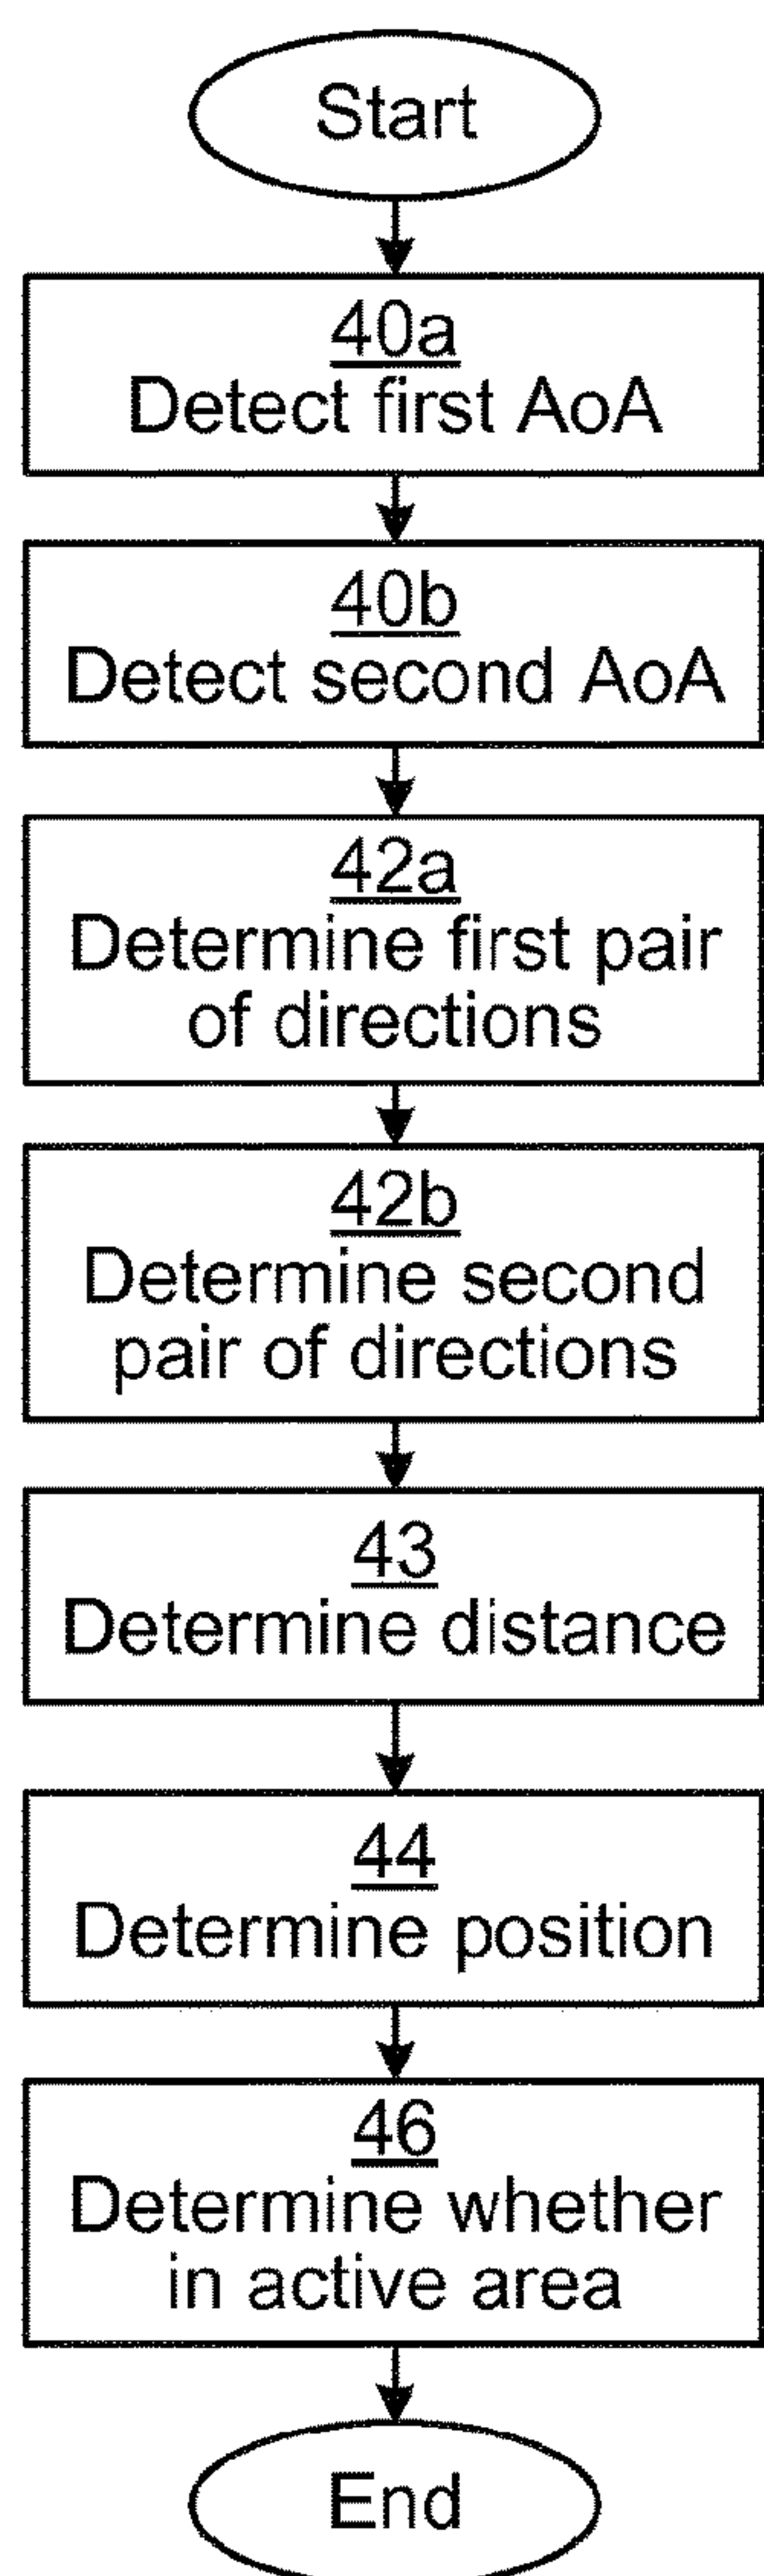 Start
40a
Detect first AoA
40b
Detect second AoA
42a
Determine first pair
of directions
42b
Determine second
pair of directions
43
Determine distance
44
Determine position
46
Determine whether
in active area
End